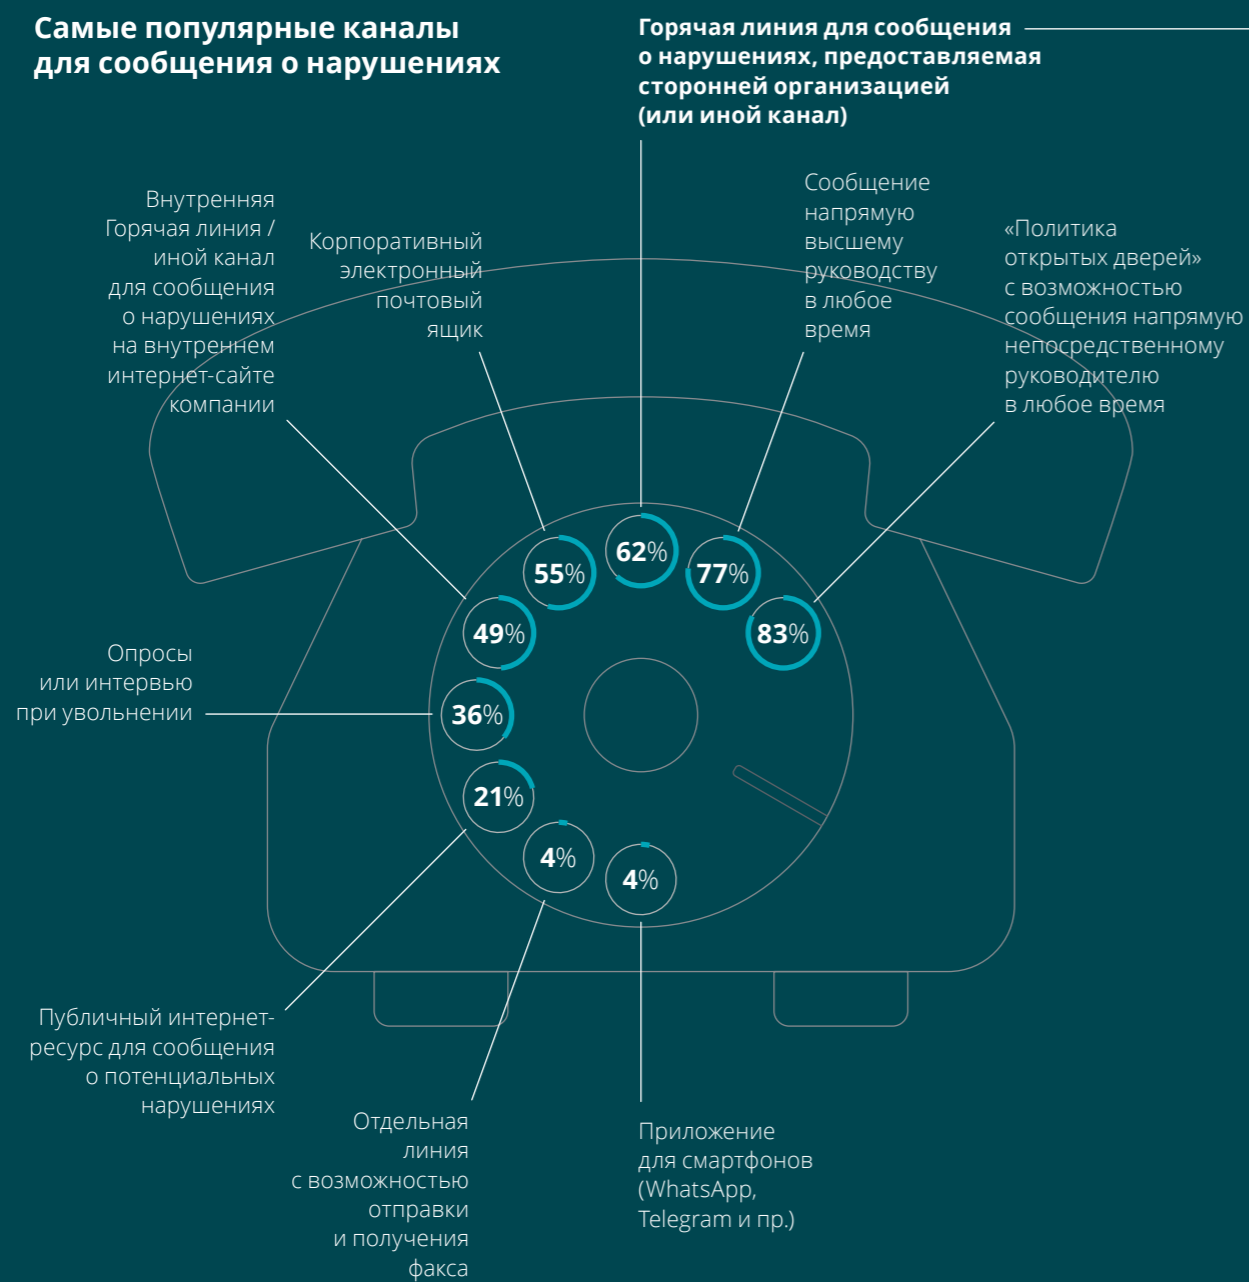 Самые популярные каналы
для сообщения о нарушениях
Горячая линия для сообщения
о нарушениях, предоставляемая
сторонней организацией
(или иной канал)
Внутренняя
Горячая линия /
иной канал
для сообщения
о нарушениях
на внутреннем
интернет-сайте
компании
Корпоративный
электронный
почтовый
ящик
Сообщение
напрямую
высшему
руководству
в любое
время
«Политика
открытых дверей»
с возможностью
сообщения напрямую
непосредственному
руководителю
в любое время
62%
55%
77%
49%
83%
Опросы
или интервью
при увольнении
36%
21%
4%
4%
Публичный интернет-
ресурс для сообщения
о потенциальных
нарушениях
Отдельная
линия
с возможностью
отправки
и получения
факса
Приложение
для смартфонов
(WhatsApp,
Telegram и пр.)